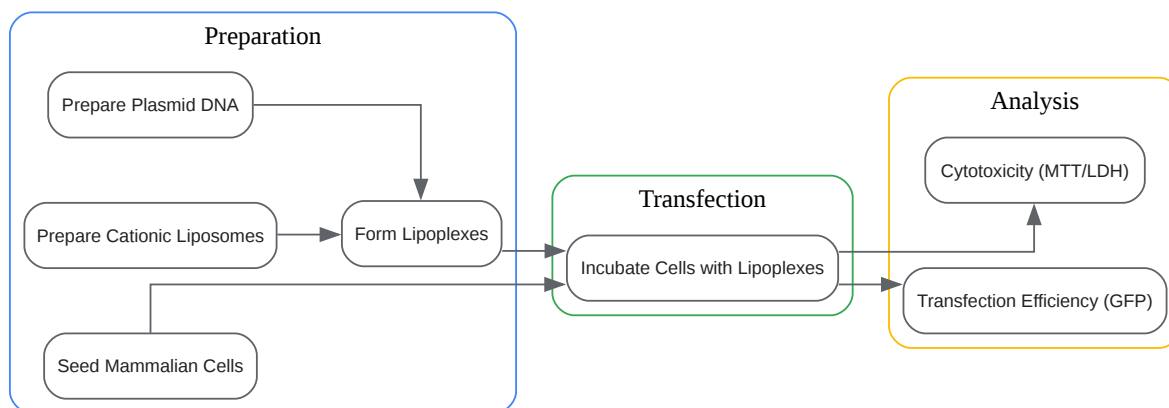 Preparation
Prepare Plasmid DNA
Prepare Cationic Liposomes
Form Lipoplexes
Seed Mammalian Cells
Transfection
Incubate Cells with Lipoplexes
Analysis
Cytotoxicity (MTT/LDH)
Transfection Efficiency (GFP)